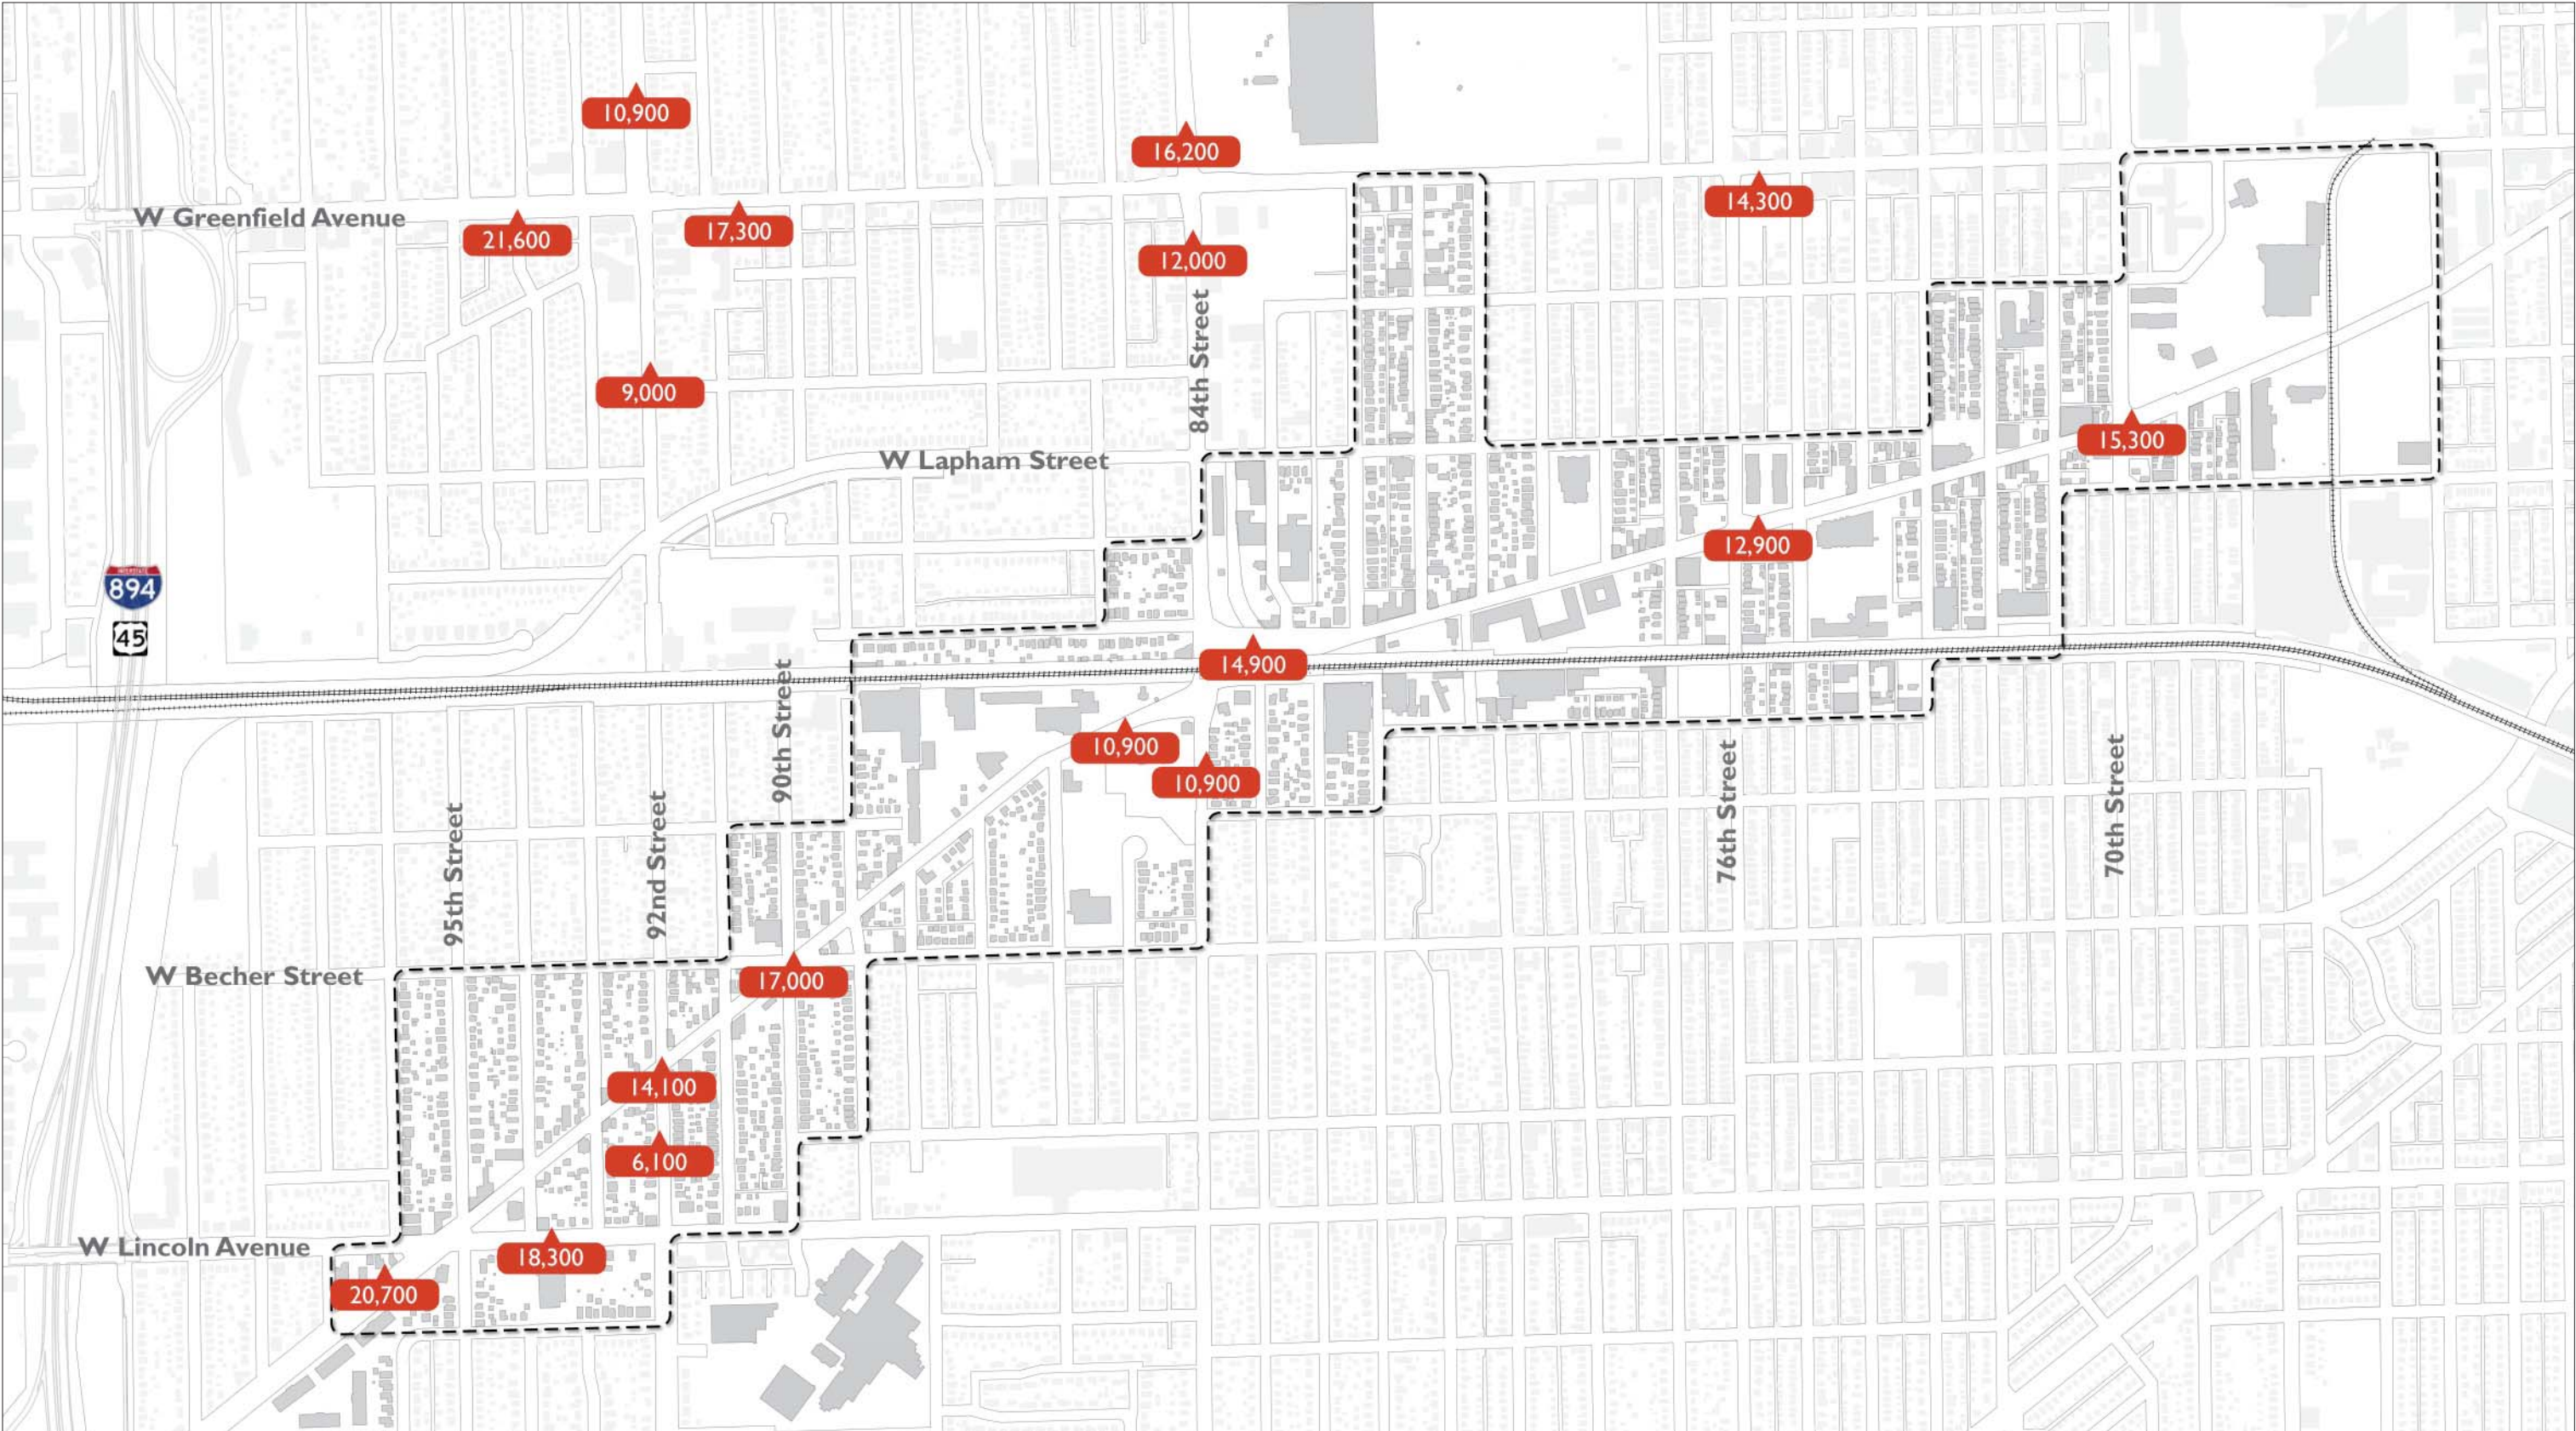 10,900
16,200
14,300
W Greenfield Avenue
21,600
17,300
12,000
84th Street
9,000
15,300
W Lapham Street
12,900
INTERSTATE
894
45
14,900
90th Street
10,900
10,900
76th Street
70th Street
95th Street
92nd Street
W Becher Street
17,000
14,100
6,100
W Lincoln Avenue
18,300
20,700